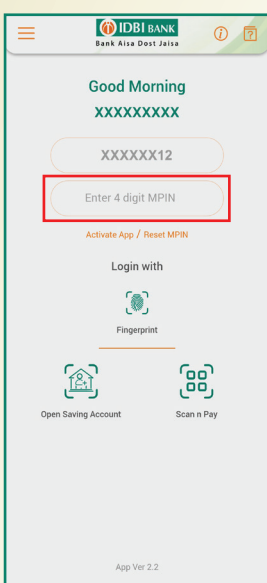 IDBI BANK
Bank Aisa Dost Jaisa
i
?
Good Morning
XXXXXXXXX
XXXXXX12
Enter 4 digit MPIN
Activate App / Reset MPIN
Login with
Fingerprint
Open Saving Account
Scan n Pay
App Ver 2.2